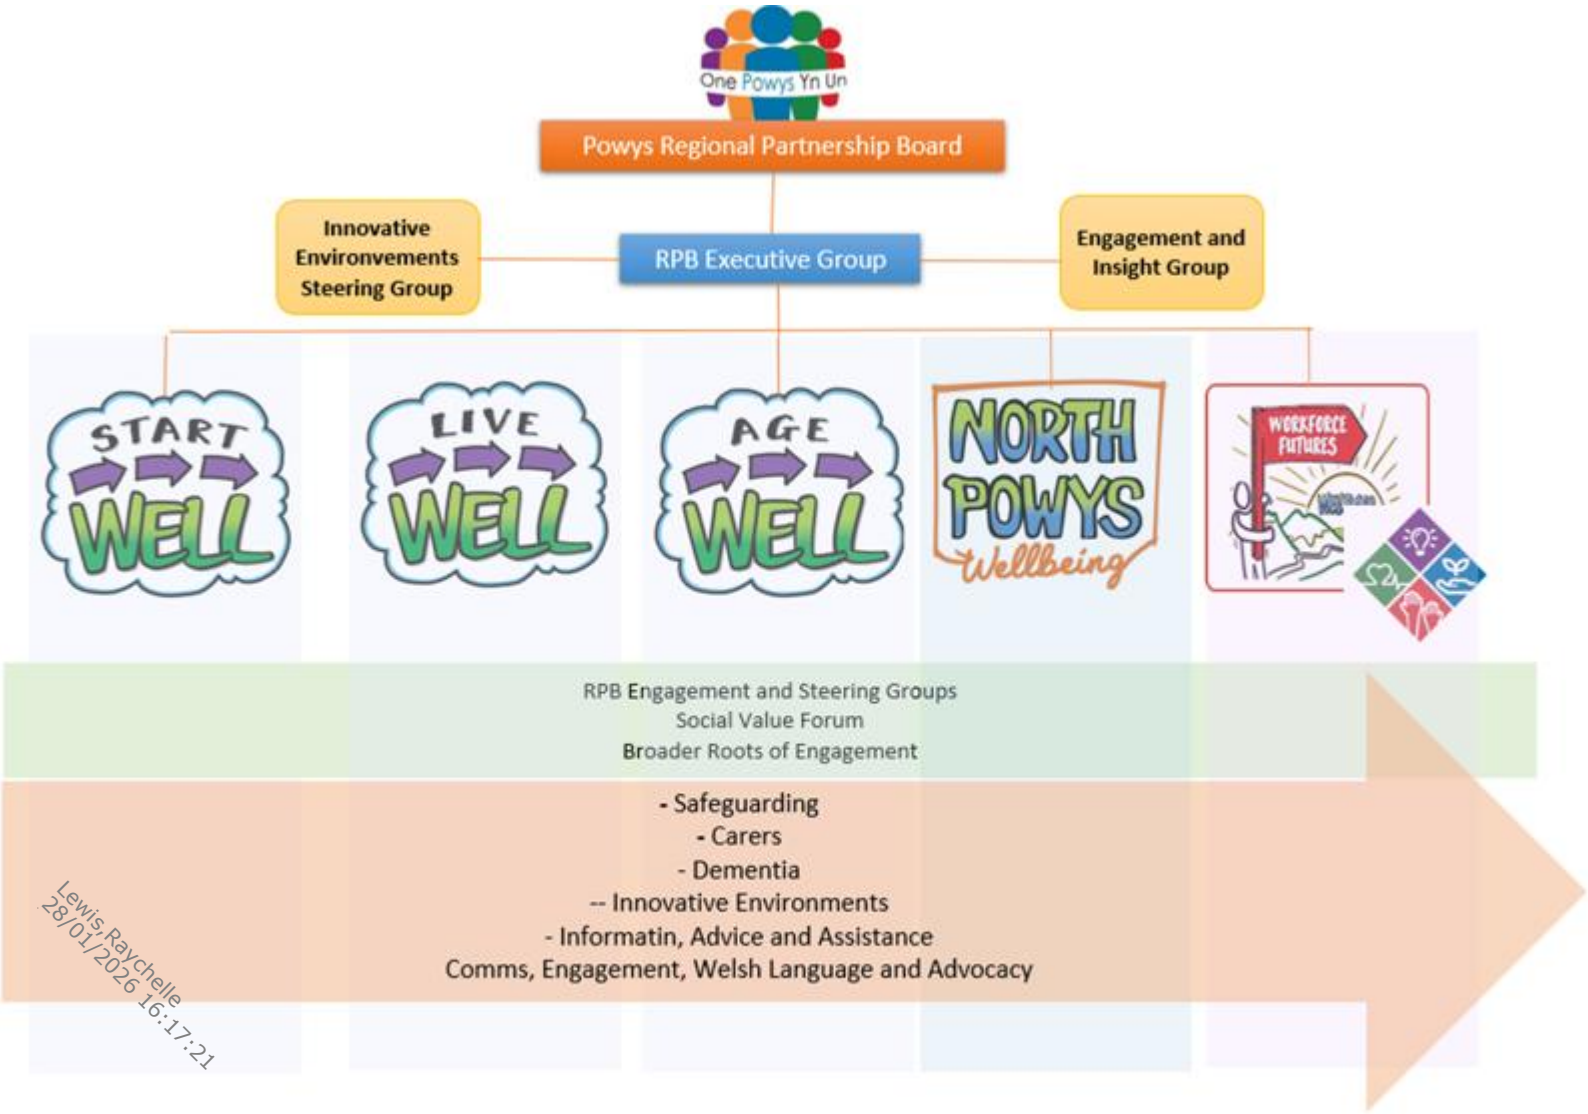 One Powys Yn Un
Powys Regional Partnership Board
Innovative
Environvements
Steering Group
RPB Executive Group
Engagement and
Insight Group
START
WELL
LIVE
WELL
AGE
WELL
NORTH
POWYS
Wellbeing
WORKFORCE
FUTURES
RPB Engagement and Steering Groups
Social Value Forum
Broader Roots of Engagement
- Safeguarding
- Carers
- Dementia
-- Innovative Environments
- Informatin, Advice and Assistance
Comms, Engagement, Welsh Language and Advocacy
Lewis,Raychelle
28/01/2026 16:17:21